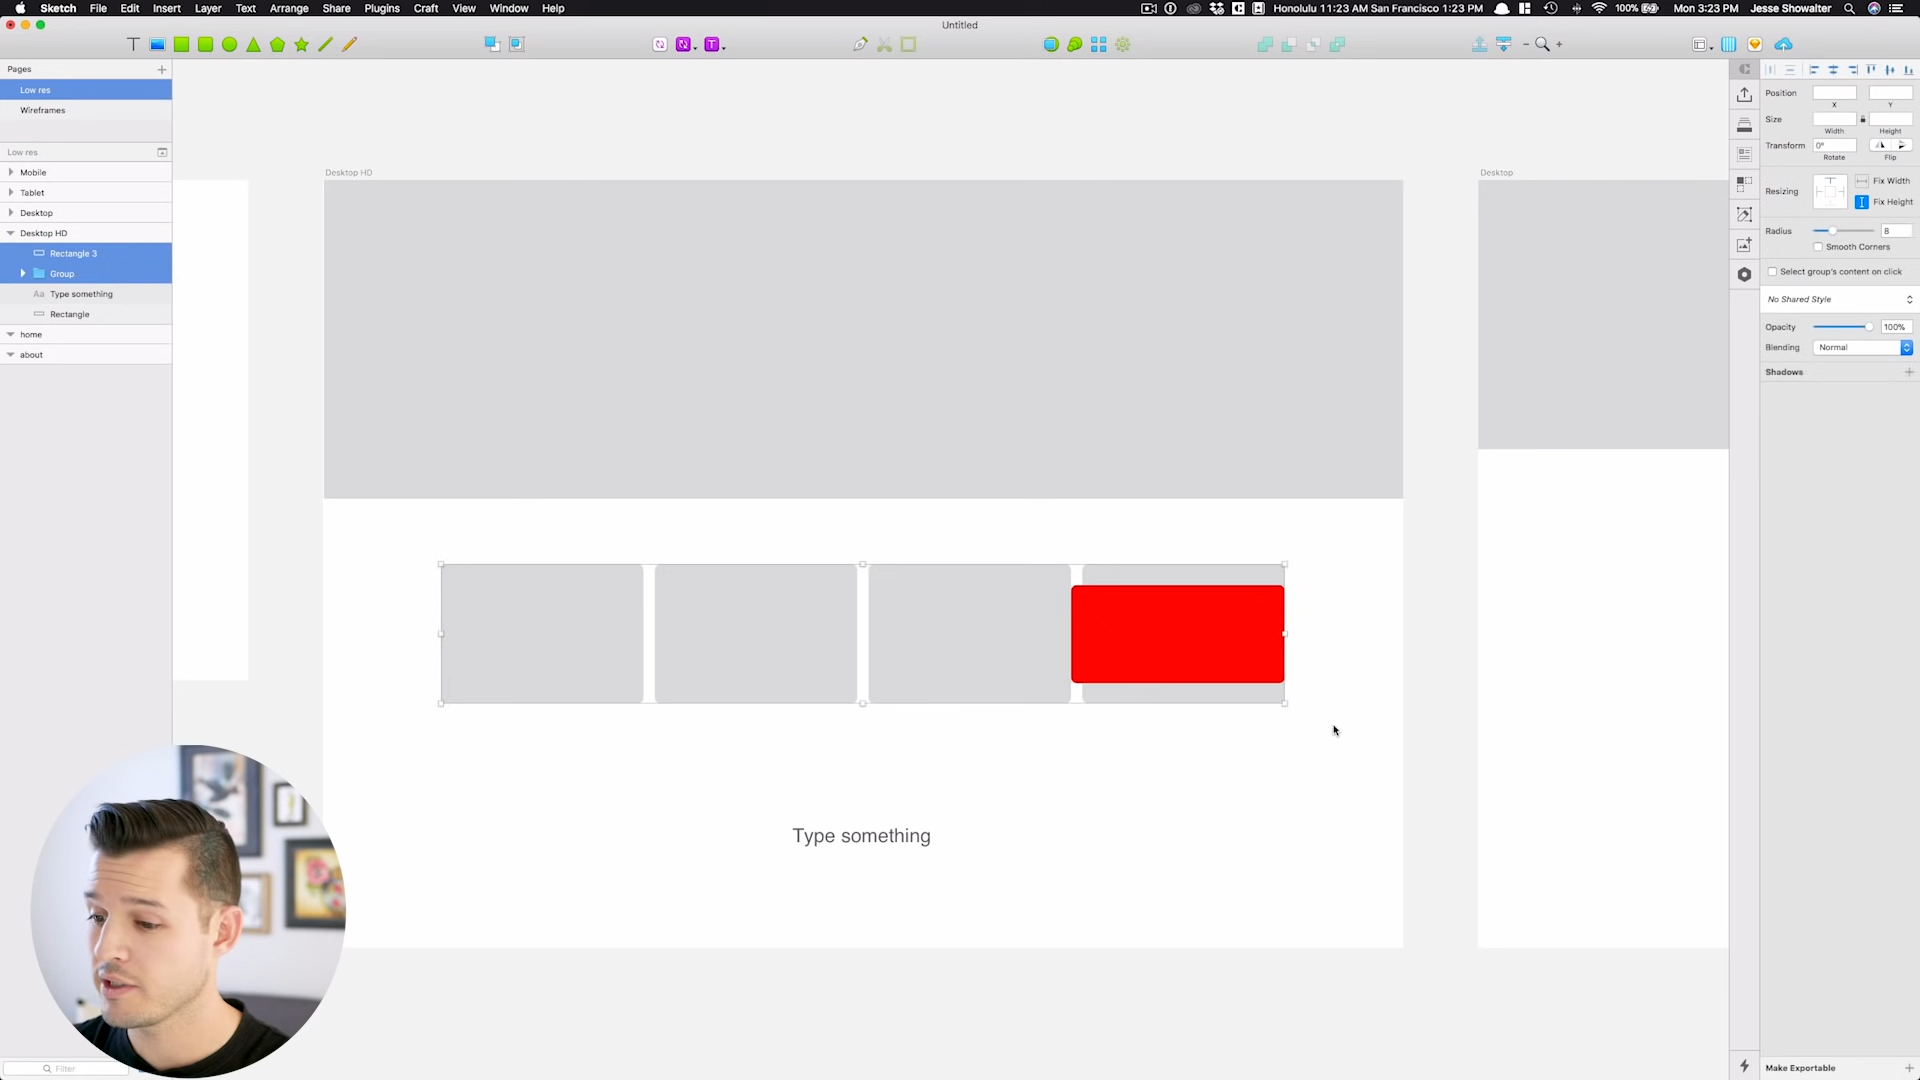 Sketch File Edit Insert Layer Text Arrange Share Plugins Craft View Window Help
Honolulu 11:23 AM San Francisco 1:23 PM 100% Mon 3:23 PM Jesse Showalter
Untitled
Pages
Low res
Wireframes
Low res
Mobile
Tablet
Desktop
Desktop HD
Rectangle 3
Group
Aa Type something
Rectangle
home
about
Filter
Desktop HD
Desktop
Type something
Position
X Y
Size
Width Height
Transform 0°
Rotate Flip
Resizing Fix Width
Fix Height
Radius 8
Smooth Corners
Select group's content on click
No Shared Style
Opacity 100%
Blending Normal
Shadows
Make Exportable